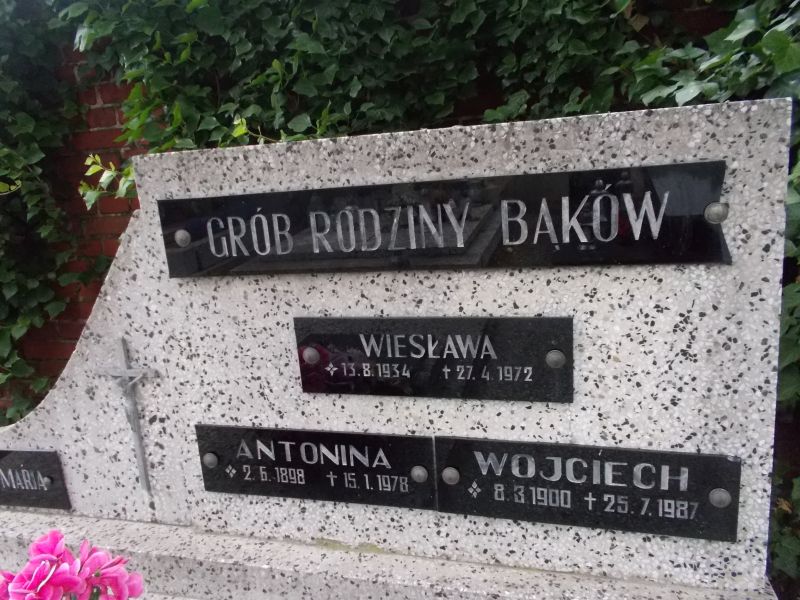 GRÓB RODZINY BĄKÓW
WIESŁAWA
13.8.1934 † 27.4.1972
ANTONINA
2.6.1898 † 15.1.1978
WOJCIECH
8.3.1900 † 25.7.1987
MARIA